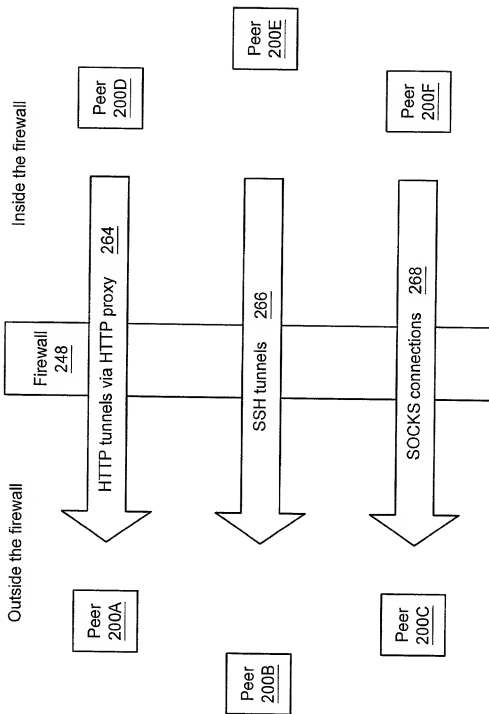 Outside the firewall
Inside the firewall
Firewall
248
Peer
200A
HTTP tunnels via HTTP proxy 264
Peer
200D
Peer
200B
SSH tunnels 266
Peer
200E
Peer
200C
SOCKS connections 268
Peer
200F